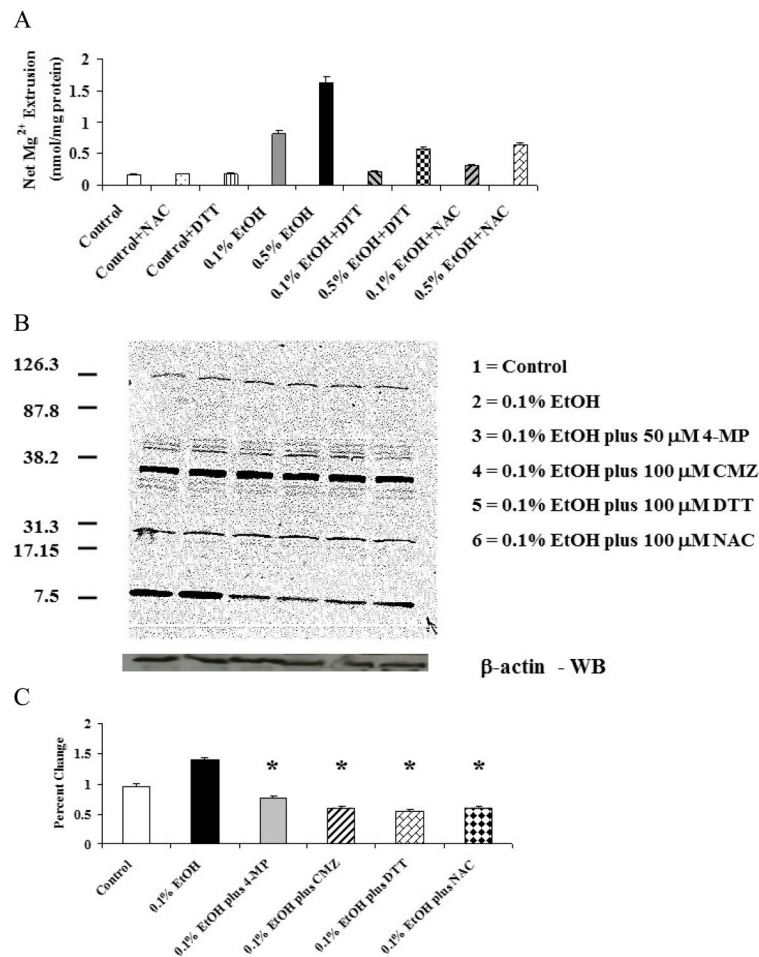 A
Net Mg2+ Extrusion
(nmol/mg protein)
2
1.5
1
0.5
0
Control
Control+NAC
Control+DTT
0.1% EtOH
0.5% EtOH
0.1% EtOH+DTT
0.5% EtOH+DTT
0.1% EtOH+NAC
0.5% EtOH+NAC
B
126.3
87.8
38.2
31.3
17.15
7.5
1 = Control
2 = 0.1% EtOH
3 = 0.1% EtOH plus 50 μM 4-MP
4 = 0.1% EtOH plus 100 μM CMZ
5 = 0.1% EtOH plus 100 μM DTT
6 = 0.1% EtOH plus 100 μM NAC
β-actin - WB
C
Percent Change
2
1.5
1
0.5
0
* * * *
Control
0.1% EtOH
0.1% EtOH plus 4-MP
0.1% EtOH plus CMZ
0.1% EtOH plus DTT
0.1% EtOH plus NAC